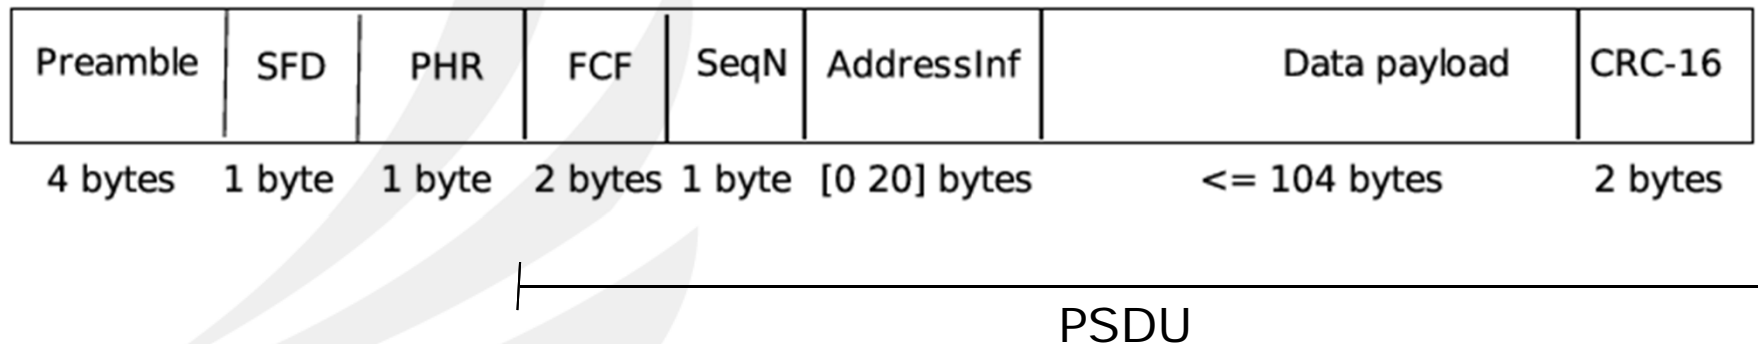 Preamble SFD PHR FCF SeqN AddressInf Data payload CRC-16
4 bytes 1 byte 1 byte 2 bytes 1 byte [0 20] bytes <= 104 bytes 2 bytes
PSDU